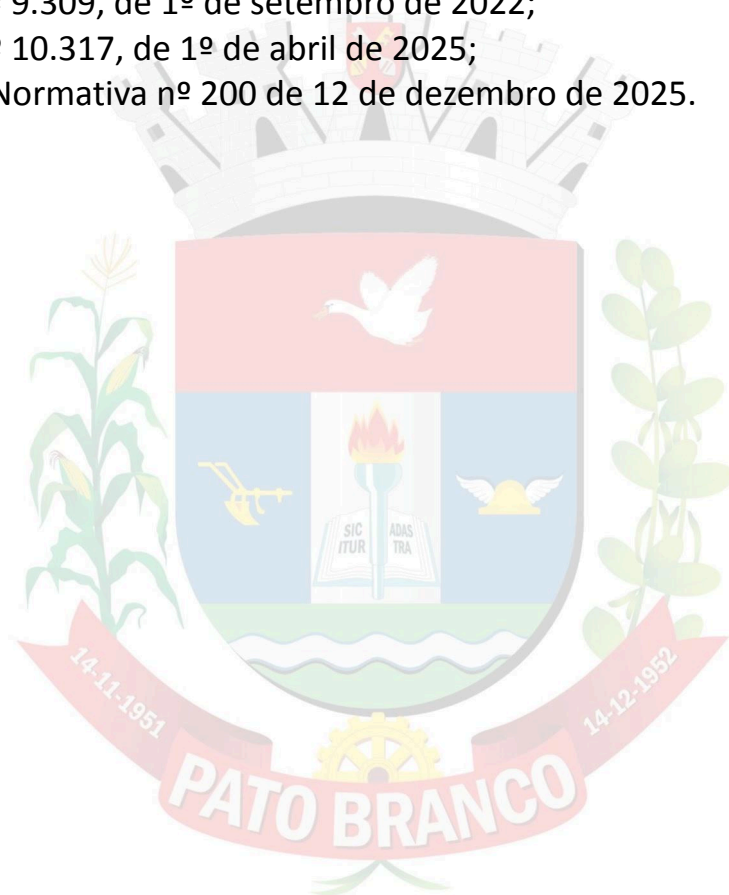 9.309, de 1º de setembro de 2022;
10.317, de 1º de abril de 2025;
Normativa nº 200 de 12 de dezembro de 2025.
SIC ADAS
ITUR TRA
14-11-1951
14-12-1952
PATO BRANCO